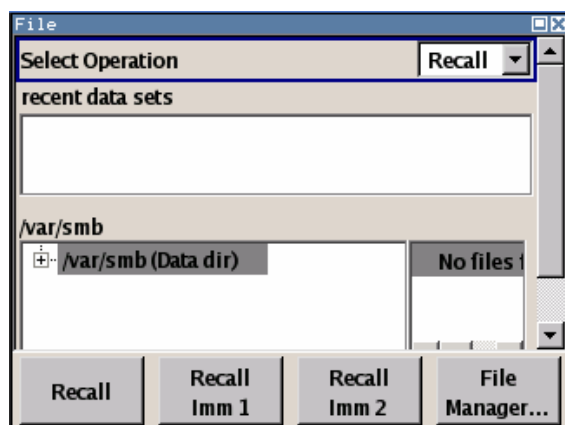 File
Select Operation Recall
recent data sets
/var/smb
/var/smb (Data dir) No files
Recall Recall Imm 1 Recall Imm 2 File Manager...